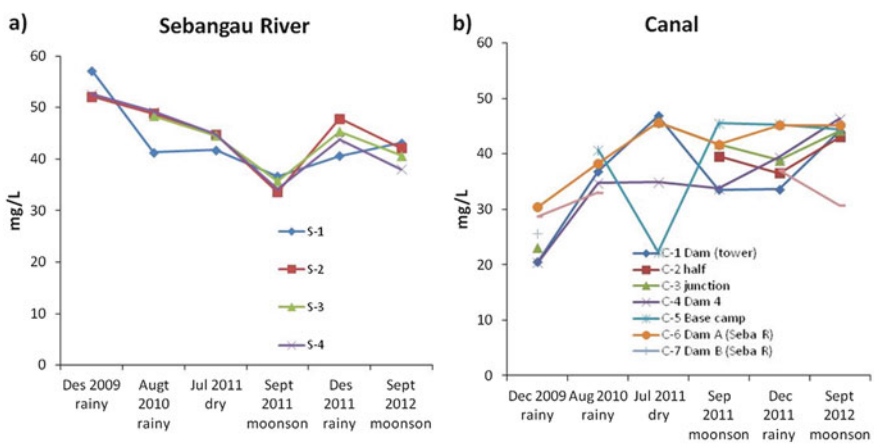 a)
Sebangau River
mg/L
60
50
40
30
20
10
0
S-1
S-2
S-3
S-4
Des 2009 rainy
Augt 2010 rainy
Jul 2011 dry
Sept 2011 moonson
Des 2011 rainy
Sept 2012 moonson
b)
Canal
mg/L
60
50
40
30
20
10
0
C-1 Dam (tower)
C-2 half
C-3 junction
C-4 Dam 4
C-5 Base camp
C-6 Dam A (Seba R)
C-7 Dam B (Seba R)
Dec 2009 rainy
Aug 2010 rainy
Jul 2011 dry
Sep 2011 moonson
Dec 2011 rainy
Sept 2012 moonson